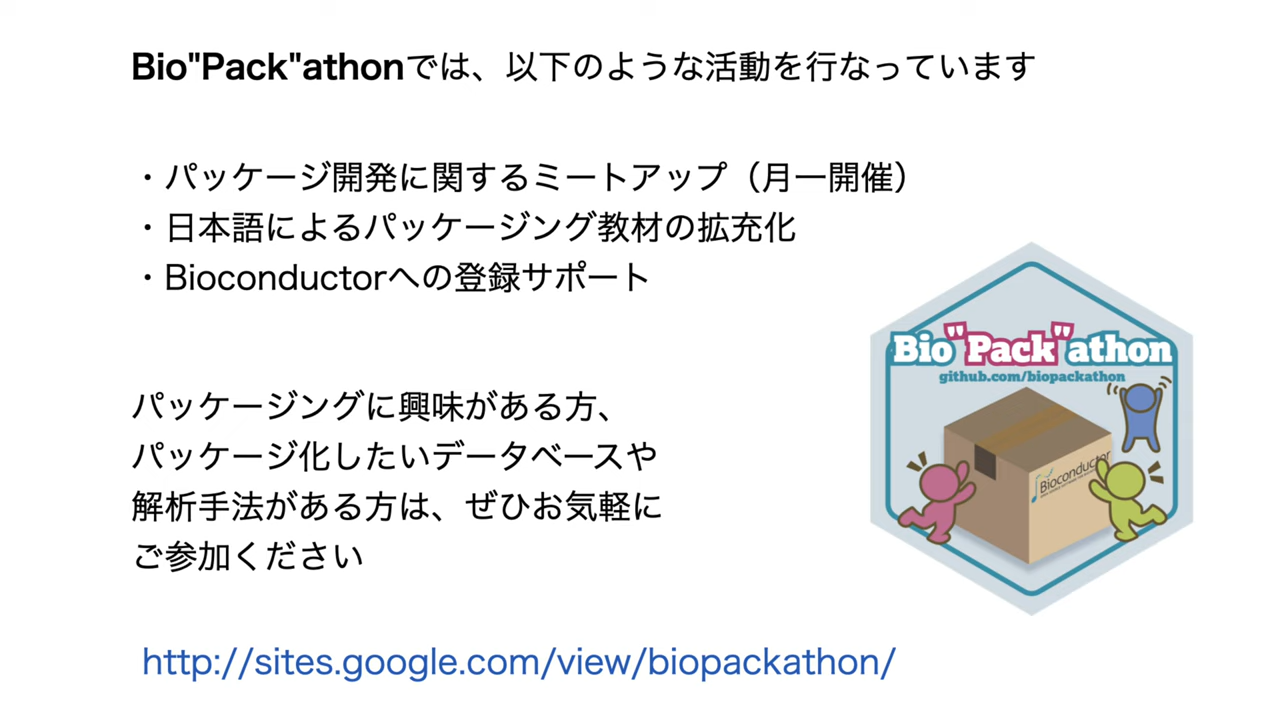 Bio"Pack"athonでは、以下のような活動を行なっています
・パッケージ開発に関するミートアップ（月一開催）
・日本語によるパッケージング教材の拡充化
・Bioconductorへの登録サポート
パッケージングに興味がある方、
パッケージ化したいデータベースや
解析手法がある方は、ぜひお気軽に
ご参加ください
Bio"Pack"athon
github.com/biopackathon
Bioconductor
http://sites.google.com/view/biopackathon/